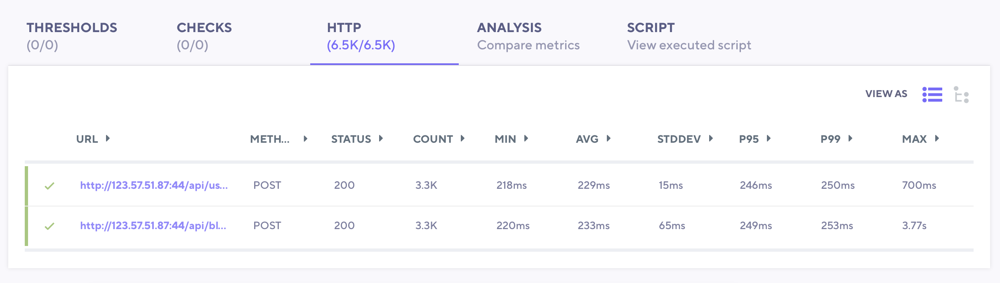 THRESHOLDS CHECKS HTTP ANALYSIS SCRIPT
(0/0) (0/0) (6.5K/6.5K) Compare metrics View executed script
VIEW AS
URL METH... STATUS COUNT MIN AVG STDDEV P95 P99 MAX
http://123.57.51.87:44/api/us... POST 200 3.3K 218ms 229ms 15ms 246ms 250ms 700ms
http://123.57.51.87:44/api/bl... POST 200 3.3K 220ms 233ms 65ms 249ms 253ms 3.77s